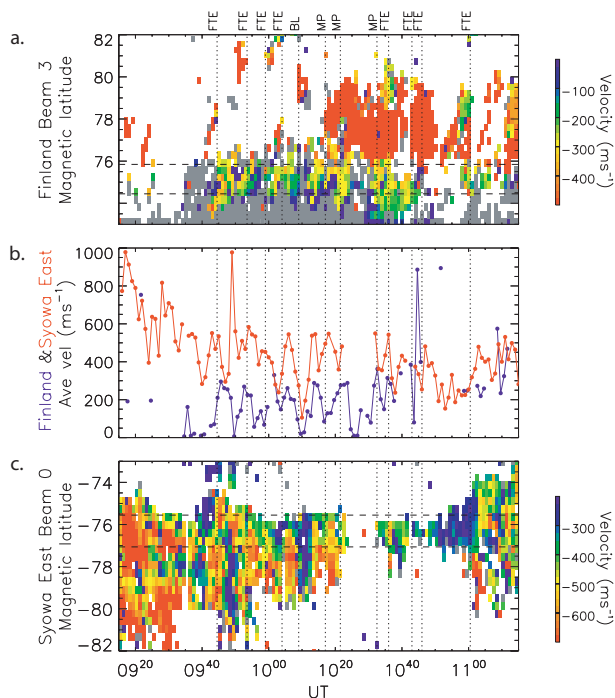 FTE FTE FTE FTE BL MP MP MP FTE FTE FTE FTE
a.
Finland Beam 3
Magnetic latitude
82
80
78
76
Velocity (ms⁻¹)
−100
−200
−300
−400
b.
Finland & Syowa East
Ave vel (ms⁻¹)
1000
800
600
400
200
0
c.
Syowa East Beam 0
Magnetic latitude
−74
−76
−78
−80
−82
Velocity (ms⁻¹)
−300
−400
−500
−600
09²⁰ 09⁴⁰ 10⁰⁰ 10²⁰ 10⁴⁰ 11⁰⁰
UT